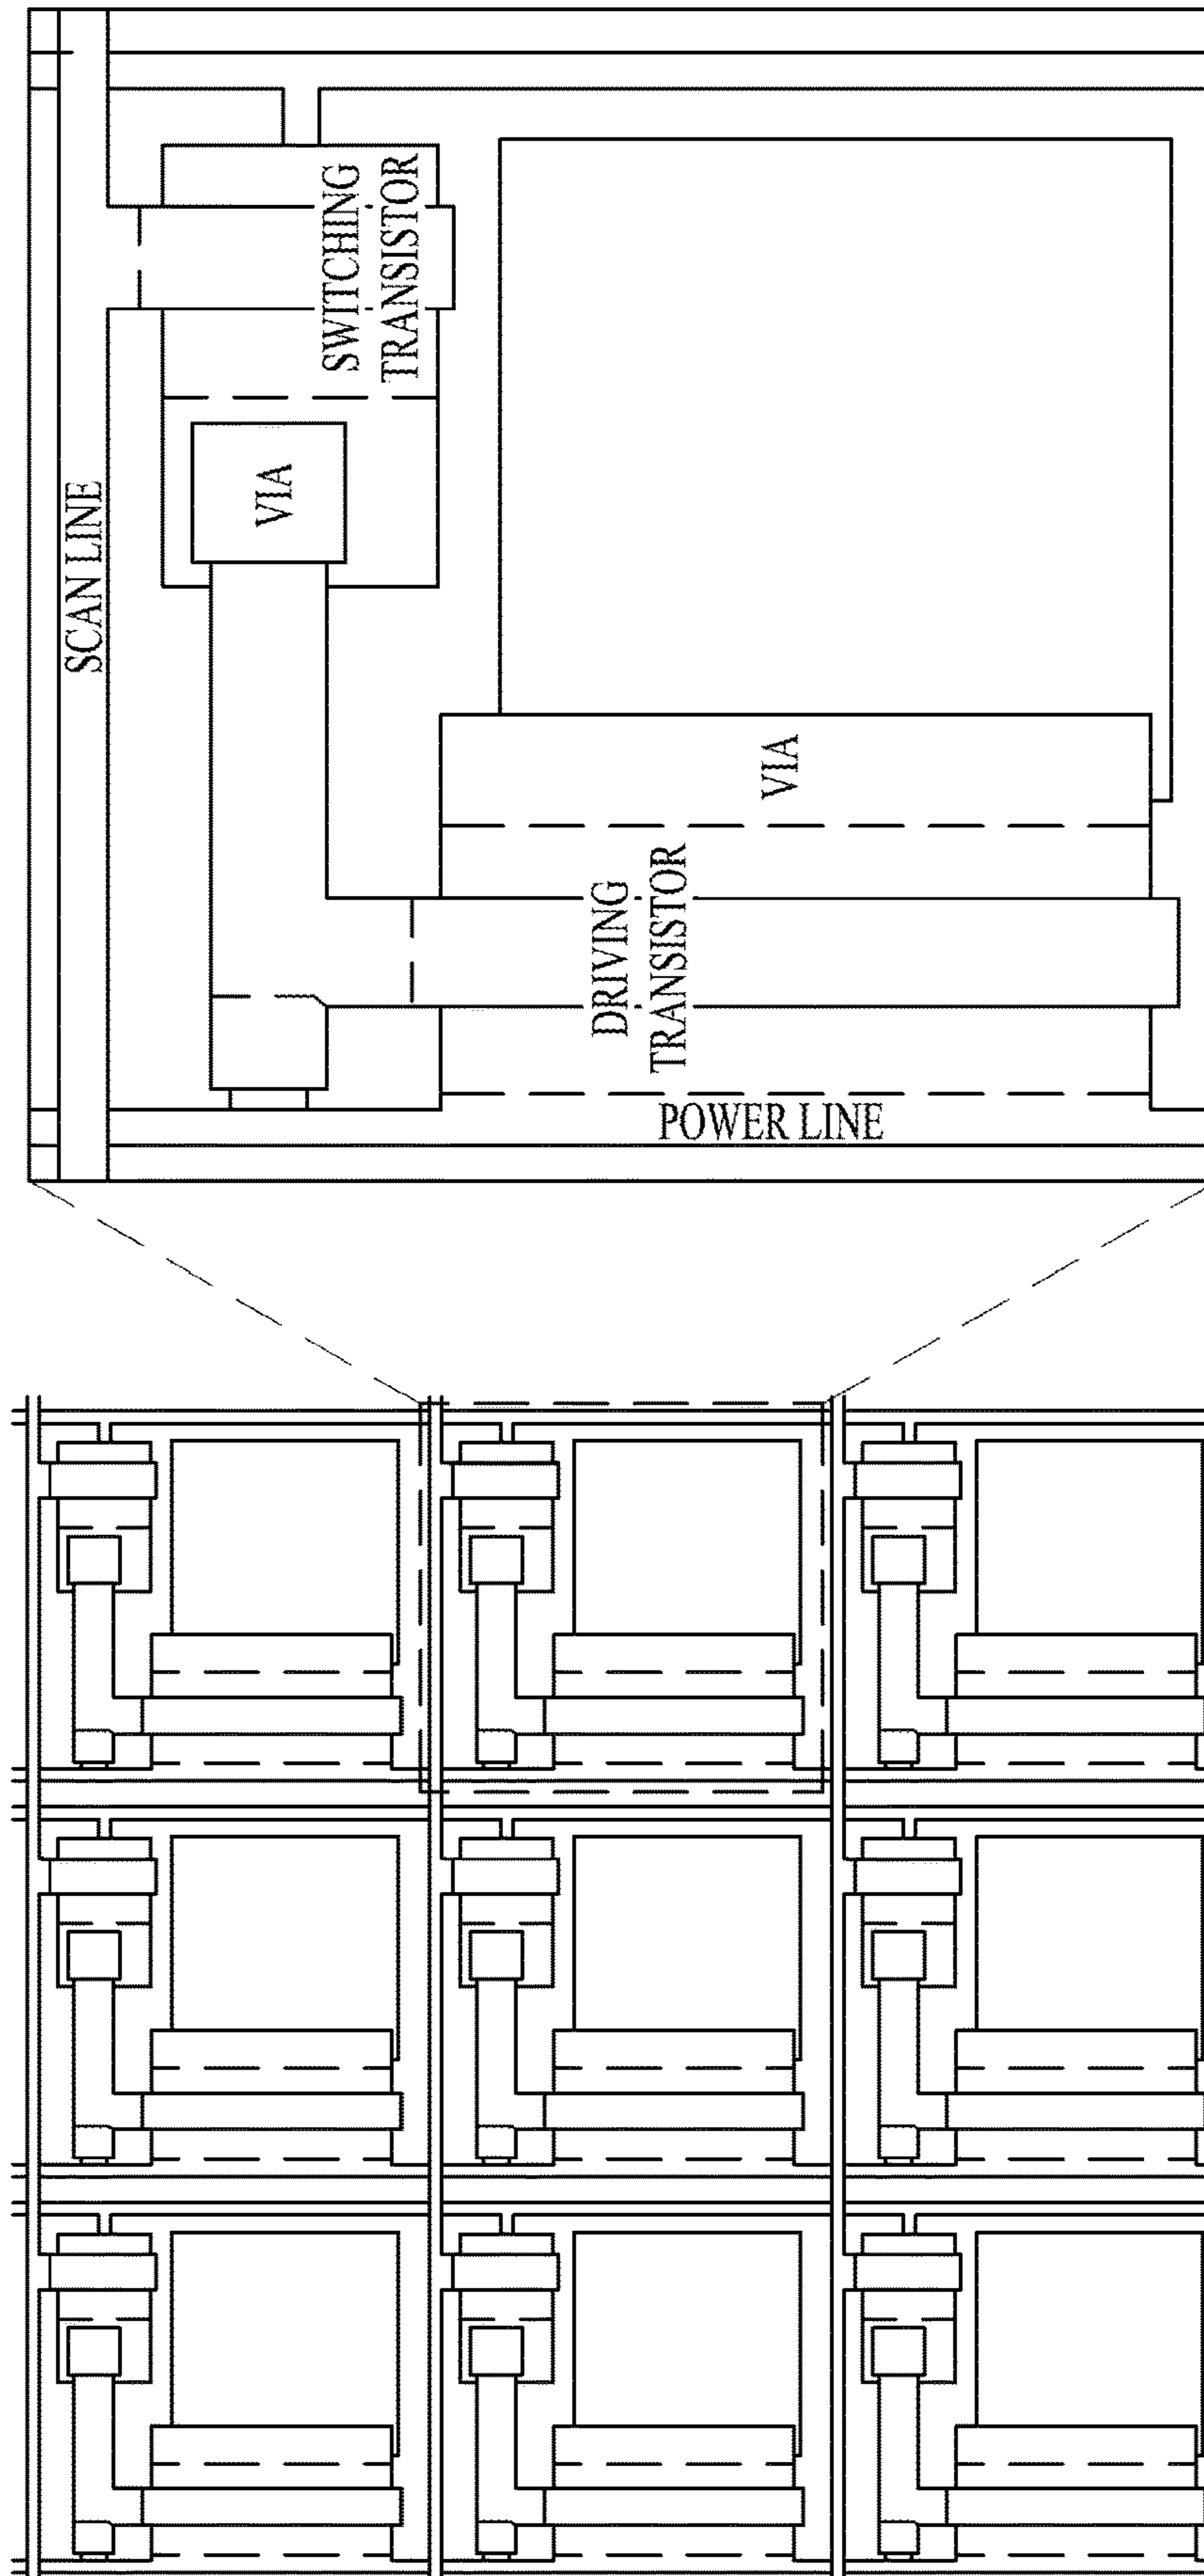 SCAN LINE
SWITCHING
TRANSISTOR
VIA
VIA
DRIVING
TRANSISTOR
POWER LINE